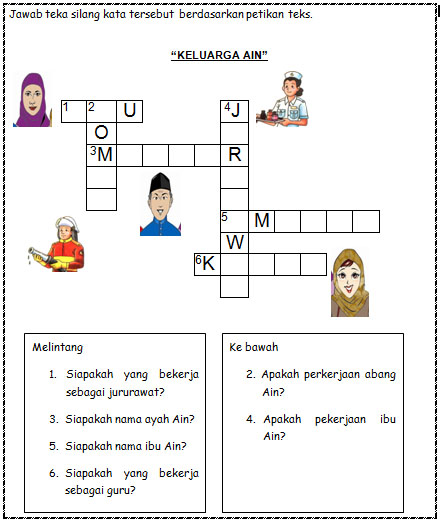 Jawab teka silang kata tersebut berdasarkan petikan teks.
“KELUARGA AIN”
1 2 U 4 J
O
3 M R
5 M
W
6 K
Melintang
1. Siapakah yang bekerja
sebagai jururawat?
3. Siapakah nama ayah Ain?
5. Siapakah nama ibu Ain?
6. Siapakah yang bekerja
sebagai guru?
Ke bawah
2. Apakah perkerjaan abang
Ain?
4. Apakah pekerjaan ibu
Ain?